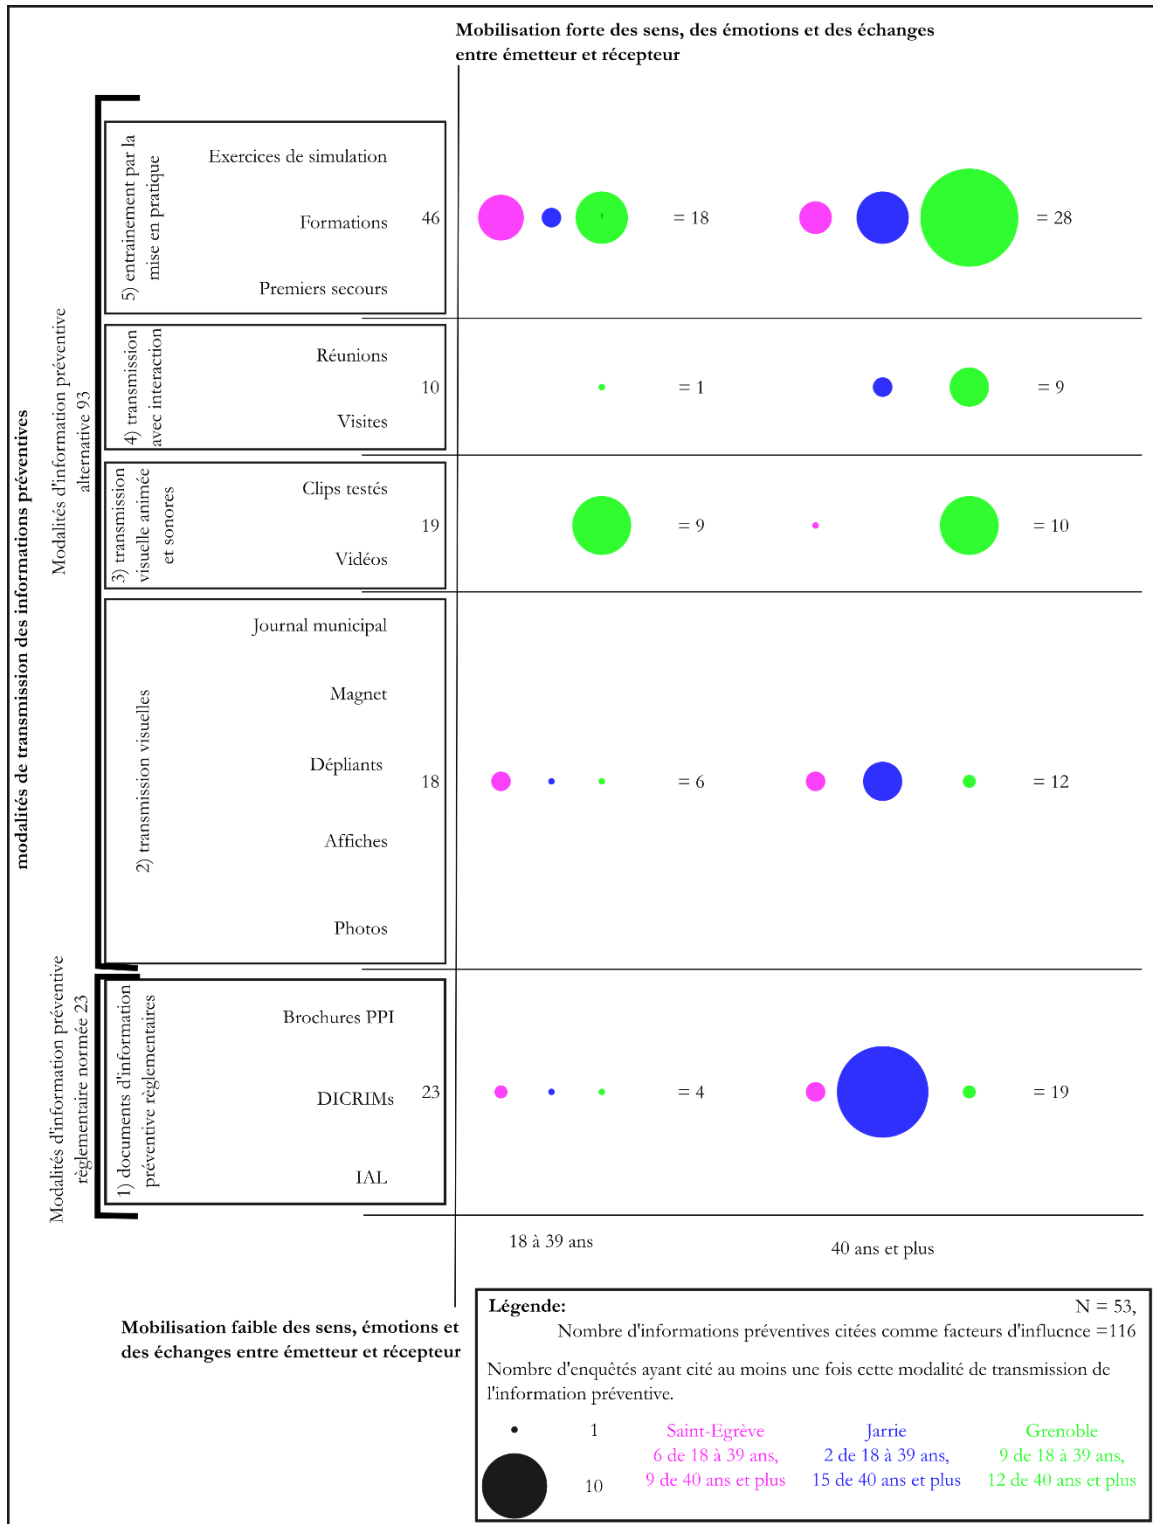 Mobilisation forte des sens, des émotions et des échanges
entre émetteur et récepteur
modalités de transmission des informations préventives
Modalités d'information préventive
alternative 93
5) entrainement par la
mise en pratique
Exercices de simulation
Formations
Premiers secours
46
= 18
= 28
4) transmission
avec interaction
Réunions
Visites
10
= 1
= 9
3) transmission
visuelle animée
et sonores
Clips testés
Vidéos
19
= 9
= 10
2) transmission visuelles
Journal municipal
Magnet
Dépliants
Affiches
Photos
18
= 6
= 12
Modalités d'information préventive
règlementaire normée 23
1) documents d'information
préventive règlementaires
Brochures PPI
DICRIMs
IAL
23
= 4
= 19
18 à 39 ans
40 ans et plus
Mobilisation faible des sens, émotions et
des échanges entre émetteur et récepteur
Légende:
N = 53,
Nombre d'informations préventives citées comme facteurs d'influence =116
Nombre d'enquêtés ayant cité au moins une fois cette modalité de transmission de
l'information préventive.
1
10
Saint-Egrève
6 de 18 à 39 ans,
9 de 40 ans et plus
Jarrie
2 de 18 à 39 ans,
15 de 40 ans et plus
Grenoble
9 de 18 à 39 ans,
12 de 40 ans et plus